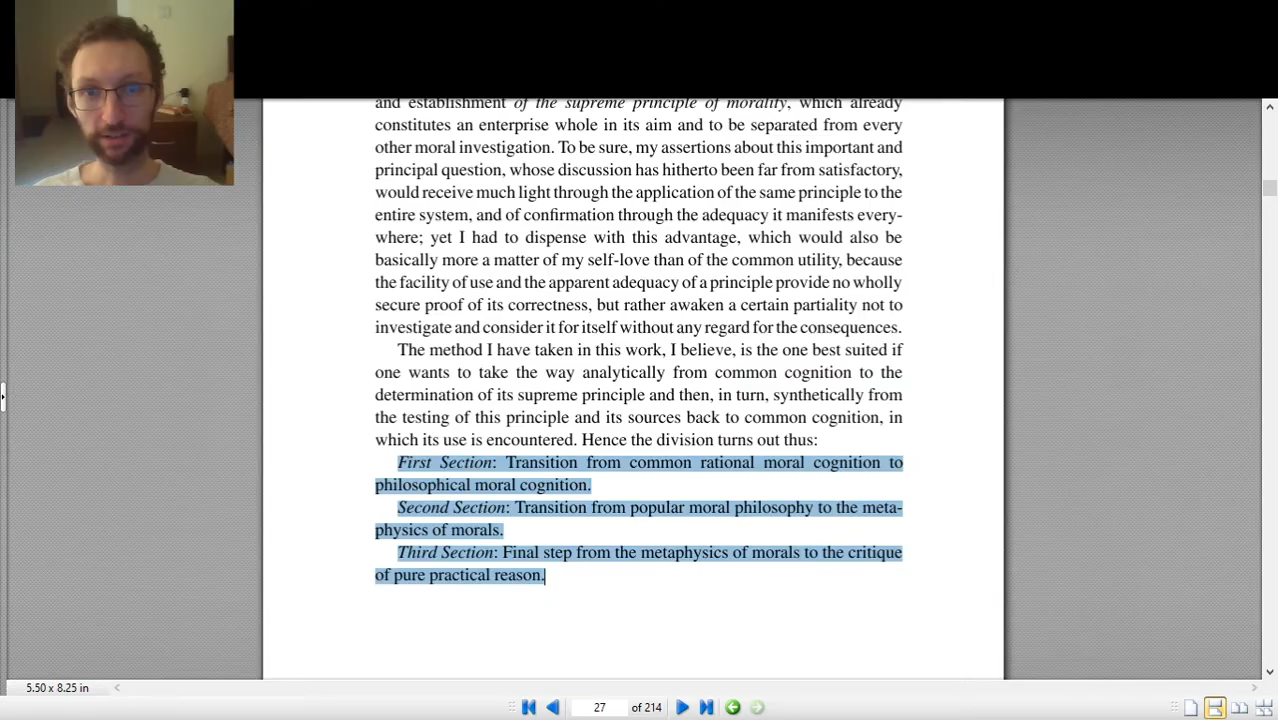 and establishment of the supreme principle of morality, which already
constitutes an enterprise whole in its aim and to be separated from every
other moral investigation. To be sure, my assertions about this important and
principal question, whose discussion has hitherto been far from satisfactory,
would receive much light through the application of the same principle to the
entire system, and of confirmation through the adequacy it manifests every-
where; yet I had to dispense with this advantage, which would also be
basically more a matter of my self-love than of the common utility, because
the facility of use and the apparent adequacy of a principle provide no wholly
secure proof of its correctness, but rather awaken a certain partiality not to
investigate and consider it for itself without any regard for the consequences.
The method I have taken in this work, I believe, is the one best suited if
one wants to take the way analytically from common cognition to the
determination of its supreme principle and then, in turn, synthetically from
the testing of this principle and its sources back to common cognition, in
which its use is encountered. Hence the division turns out thus:
First Section: Transition from common rational moral cognition to
philosophical moral cognition.
Second Section: Transition from popular moral philosophy to the meta-
physics of morals.
Third Section: Final step from the metaphysics of morals to the critique
of pure practical reason.
5.50 x 8.25 in
27 of 214